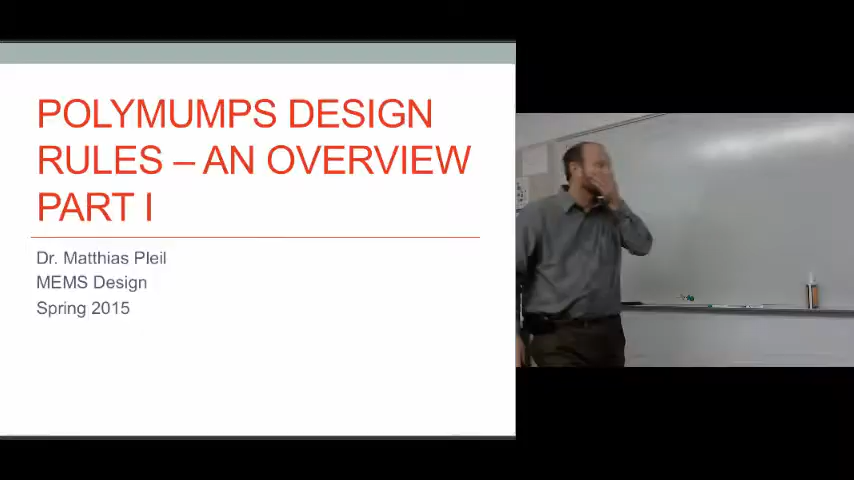 POLYMUMPS DESIGN
RULES – AN OVERVIEW
PART I
Dr. Matthias Pleil
MEMS Design
Spring 2015